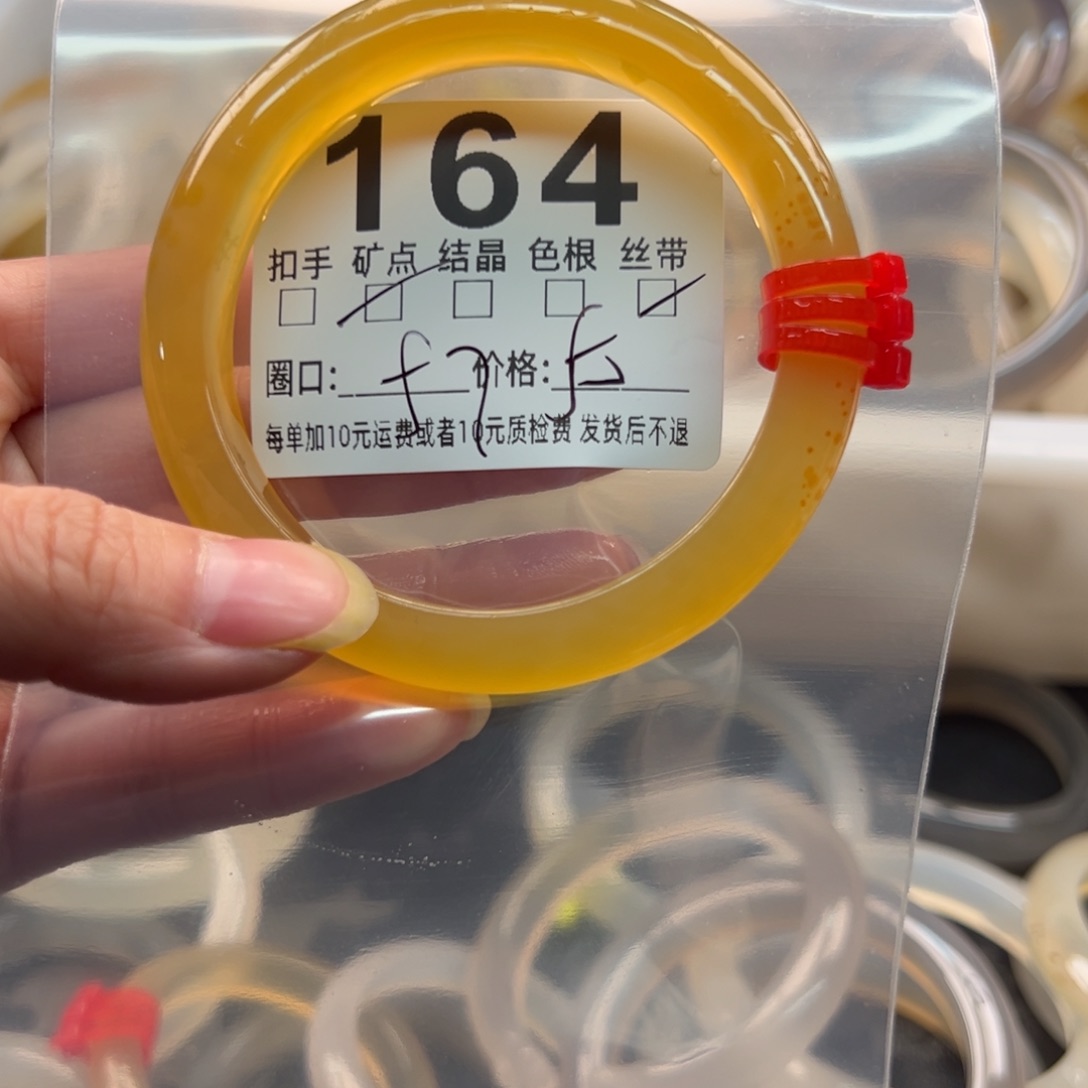 164
扣手 矿点 结晶 色根 丝带
圈口: 价格:
每单加10元运费或者10元质检费 发货后不退